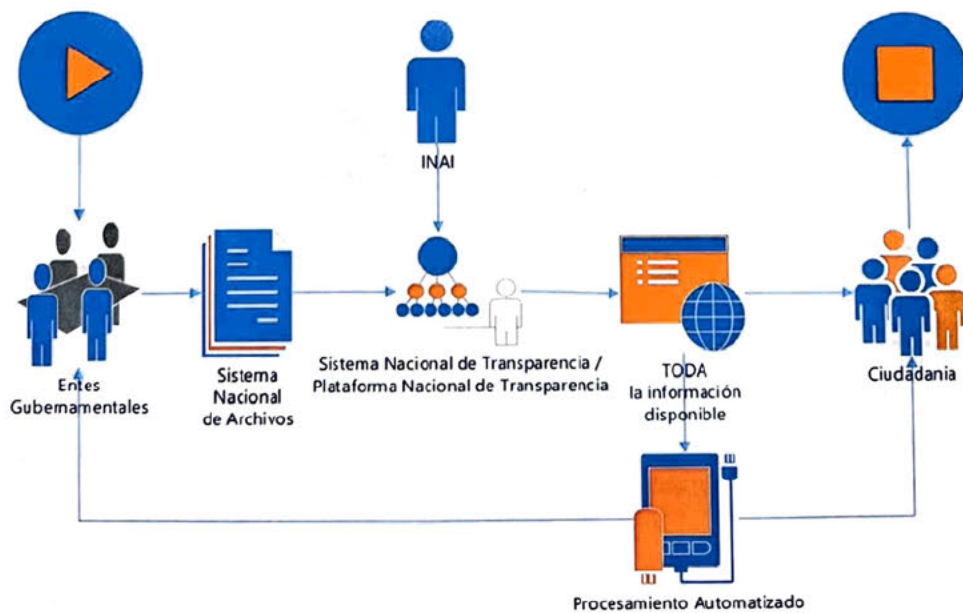 INAI
Entes
Gubernamentales
Sistema
Nacional
de Archivos
Sistema Nacional de Transparencia /
Plataforma Nacional de Transparencia
TODA
la información
disponible
Ciudadania
Procesamiento Automatizado